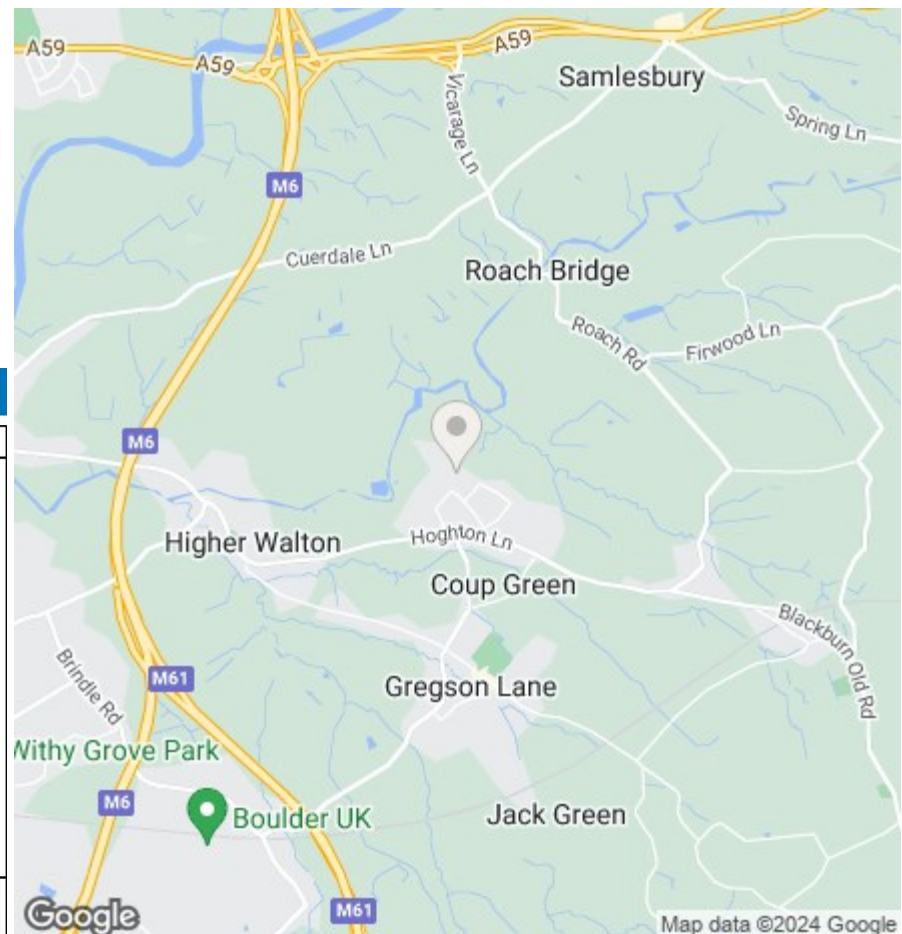 A59
A59
A59
Samlesbury
Vicarage Ln
Spring Ln
M6
Cuerdale Ln
Roach Bridge
Roach Rd
Firwood Ln
M6
Higher Walton
Hoghton Ln
Coup Green
Blackburn Old Rd
Brindle Rd
M61
Gregson Lane
Withy Grove Park
M6
Boulder UK
Jack Green
Google
M61
Map data ©2024 Google